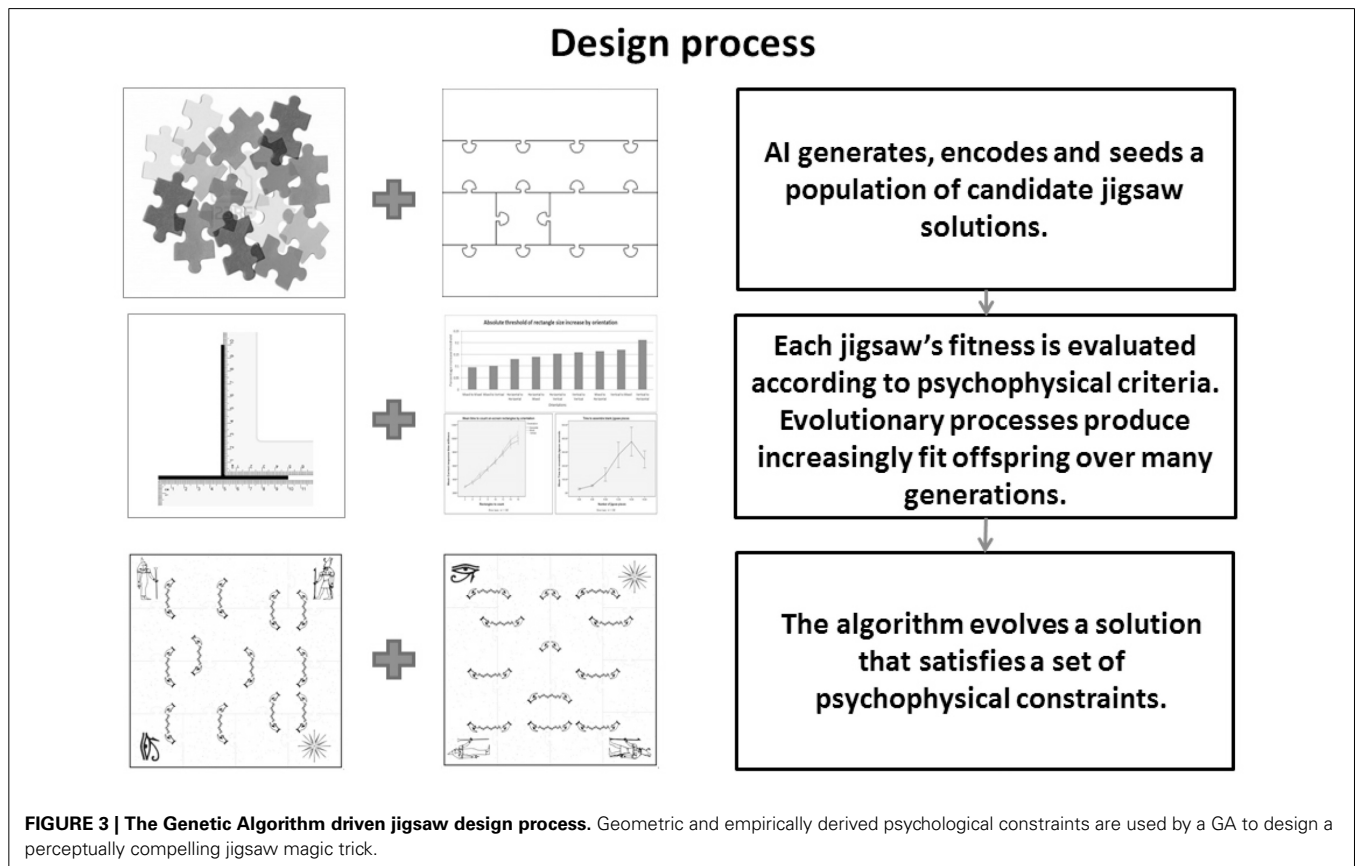 Design process
AI generates, encodes and seeds a
population of candidate jigsaw
solutions.
Absolute threshold of rectangle size increase by orientation
Each jigsaw's fitness is evaluated
according to psychophysical criteria.
Evolutionary processes produce
increasingly fit offspring over many
generations.
The algorithm evolves a solution
that satisfies a set of
psychophysical constraints.
FIGURE 3 | The Genetic Algorithm driven jigsaw design process. Geometric and empirically derived psychological constraints are used by a GA to design a
perceptually compelling jigsaw magic trick.